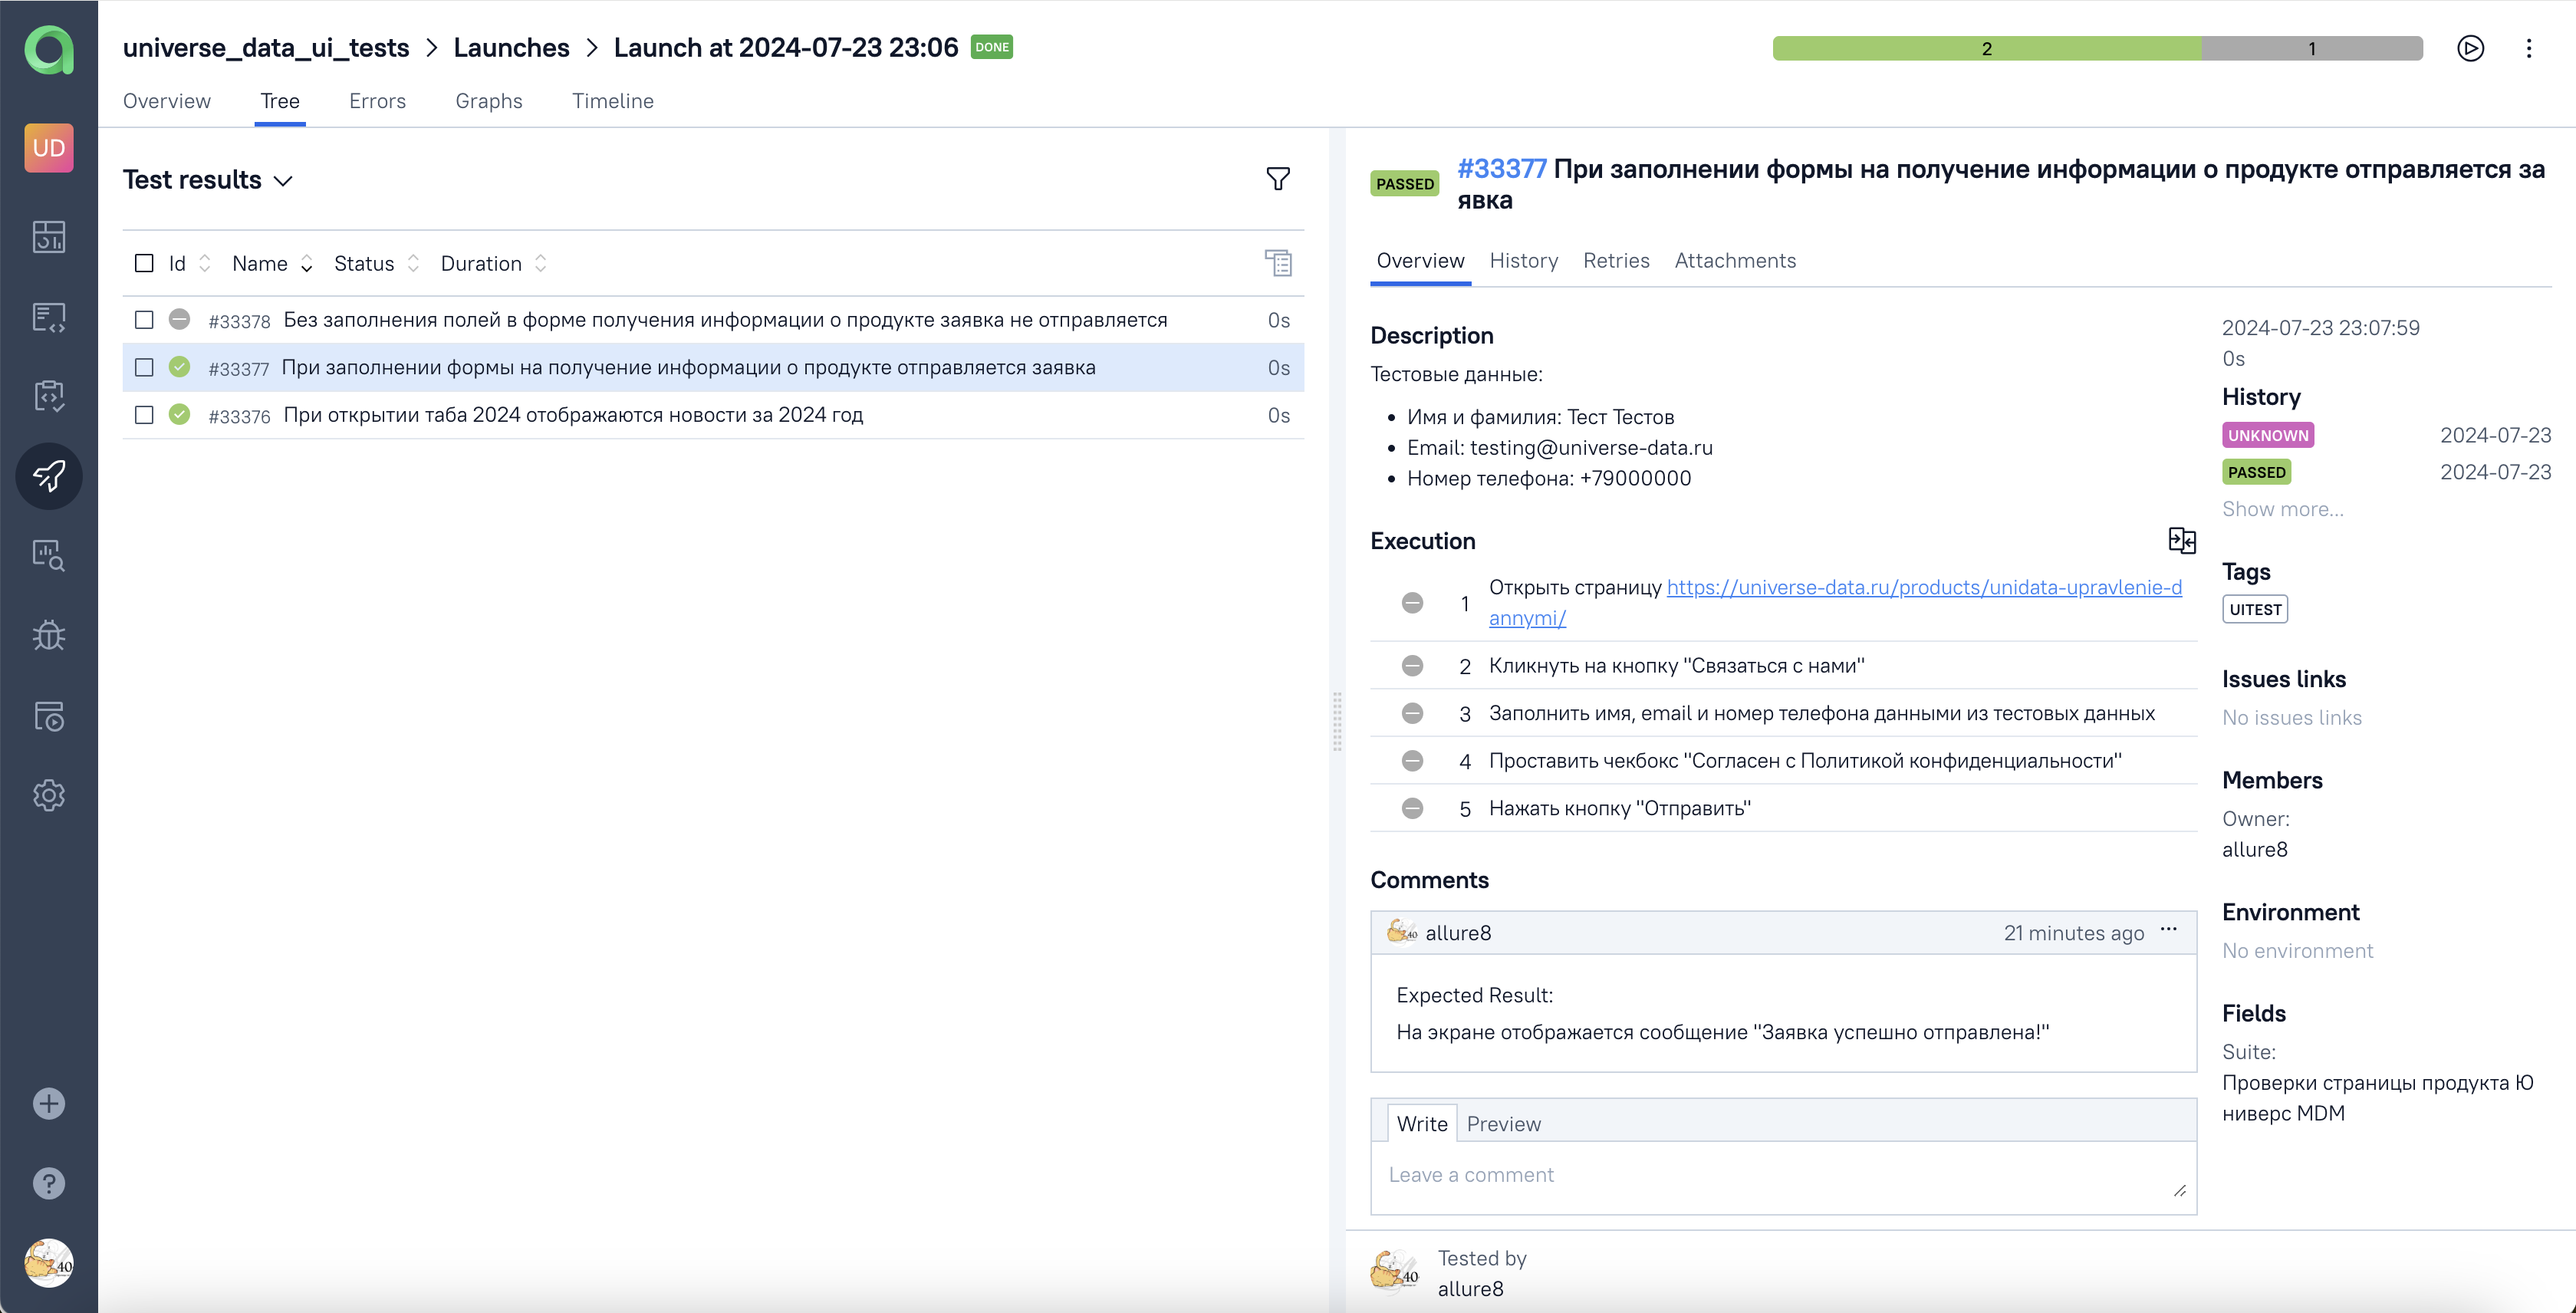 universe_data_ui_tests > Launches > Launch at 2024-07-23 23:06 DONE
2 1
Overview Tree Errors Graphs Timeline
UD
Test results
Id Name Status Duration
#33378 Без заполнения полей в форме получения информации о продукте заявка не отправляется 0s
#33377 При заполнении формы на получение информации о продукте отправляется заявка 0s
#33376 При открытии таба 2024 отображаются новости за 2024 год 0s
PASSED #33377 При заполнении формы на получение информации о продукте отправляется за
явка
Overview History Retries Attachments
Description
Тестовые данные:
• Имя и фамилия: Тест Тестов
• Email: testing@universe-data.ru
• Номер телефона: +79000000
Execution
1 Открыть страницу https://universe-data.ru/products/unidata-upravlenie-d
annymi/
2 Кликнуть на кнопку "Связаться с нами"
3 Заполнить имя, email и номер телефона данными из тестовых данных
4 Проставить чекбокс "Согласен с Политикой конфиденциальности"
5 Нажать кнопку "Отправить"
Comments
allure8 21 minutes ago ...
Expected Result:
На экране отображается сообщение "Заявка успешно отправлена!"
Write Preview
Leave a comment
2024-07-23 23:07:59
0s
History
UNKNOWN 2024-07-23
PASSED 2024-07-23
Show more...
Tags
UITEST
Issues links
No issues links
Members
Owner:
allure8
Environment
No environment
Fields
Suite:
Проверки страницы продукта Ю
ниверс MDM
40
40
Tested by
allure8